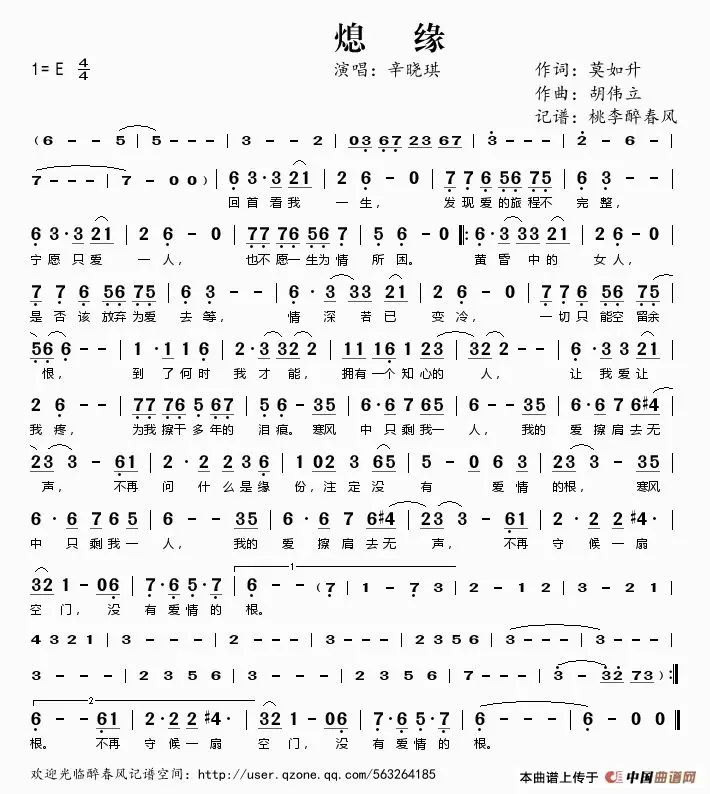 熄 缘
1= E 4/4 演唱：辛晓琪 作词：莫如升
作曲：胡伟立
记谱：桃李醉春风
(6 - - 5 | 5 - - - | 3 - - 2 | 03 67 23 67 | 3 - - - | 2 - 6 |
7 - - - | 7 - 0 0) | 6 3·3 21 | 2 6 - 0 | 7 7 6 56 75 | 6 3 - - |
回首看我 一生， 发现爱的旅程不 完整，
6 3·3 21 | 2 6 - 0 | 77 76 56 7 | 5 6 - 0 |: 6·3 33 21 | 2 6 - 0 |
宁愿只爱 一人， 也不愿一生为情 所困。 黄昏中的 女人，
7 7 6 56 75 | 6 3 - - | 6·3 33 21 | 2 6 - 0 | 7 7 6 56 75 |
是否该放弃为爱 去等， 情深若已 变冷， 一切只能空留余
56 6 - - | 1·1 1 6 | 2·3 32 2 | 11 16 1 23 | 32 2 - - | 6·3 3 21 |
恨， 到了何时 我才能， 拥有一个知心的 人， 让我爱让
2 6 - - | 77 76 5 67 | 5 6 - 35 | 6·6 7 65 | 6 - - 35 | 6·6 7 6#4 |
我疼， 为我擦干多年的 泪痕。寒风 中只剩我一 人，我的 爱擦肩去无
23 3 - 61 | 2·2 23 6 | 1 02 3 65 | 5 - 0 6 3 | 23 3 - 35 |
声， 不再 问什么是缘 份，注定没 有 爱情 的根，寒风
6·6 7 65 | 6 - - 35 | 6·6 7 6#4 | 23 3 - 61 | 2·2 2#4· |
中只剩我一 人， 我的 爱擦肩去无 声， 不再 守候一扇
32 1 - 06 | 7·6 5·7 | 6 - - (7 | 1 - 7 3 | 2 - 1 2 | 3 - 1 2 |
空门，没 有爱情的 根。
4 3 2 1 | 3 - - - | 2 - - - | 3 - - - | 2 3 5 6 | 3 - - - | 3 - - - |
3 - - - | 2 3 5 6 | 3 - - - | 2 3 5 6 | 7 - - - | 3 - 3 | 3 - 32 73) :|
6 - - 61 | 2·2 2#4· | 32 1 - 06 | 7·6 5·7 | 6 - - - | 6 - 0 0 ‖
根。 不再 守候一扇 空门，没 有爱情的 根。
欢迎光临醉春风记谱空间：http://user.qzone.qq.com/563264185
本曲谱上传于 中国曲谱网